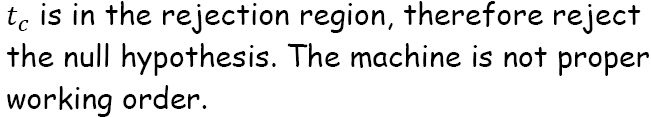 t_c is in the rejection region, therefore reject
the null hypothesis. The machine is not proper
working order.